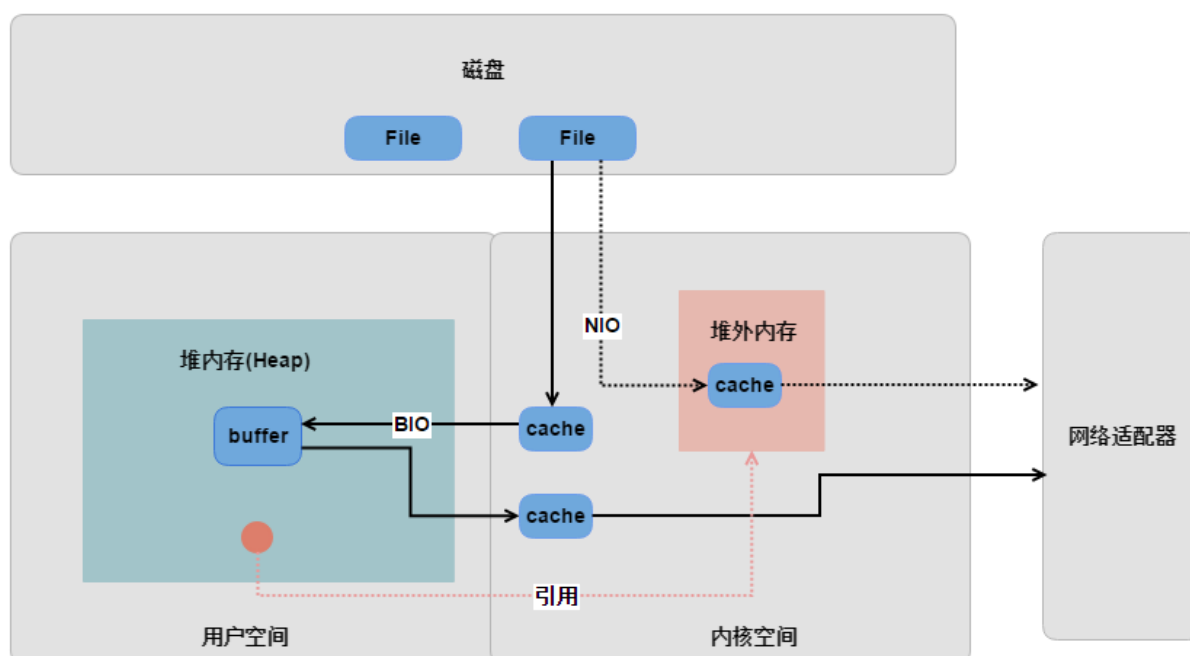 磁盘
File
File
NIO
堆外内存
堆内存(Heap)
cache
buffer
BIO
cache
网络适配器
cache
引用
用户空间
内核空间